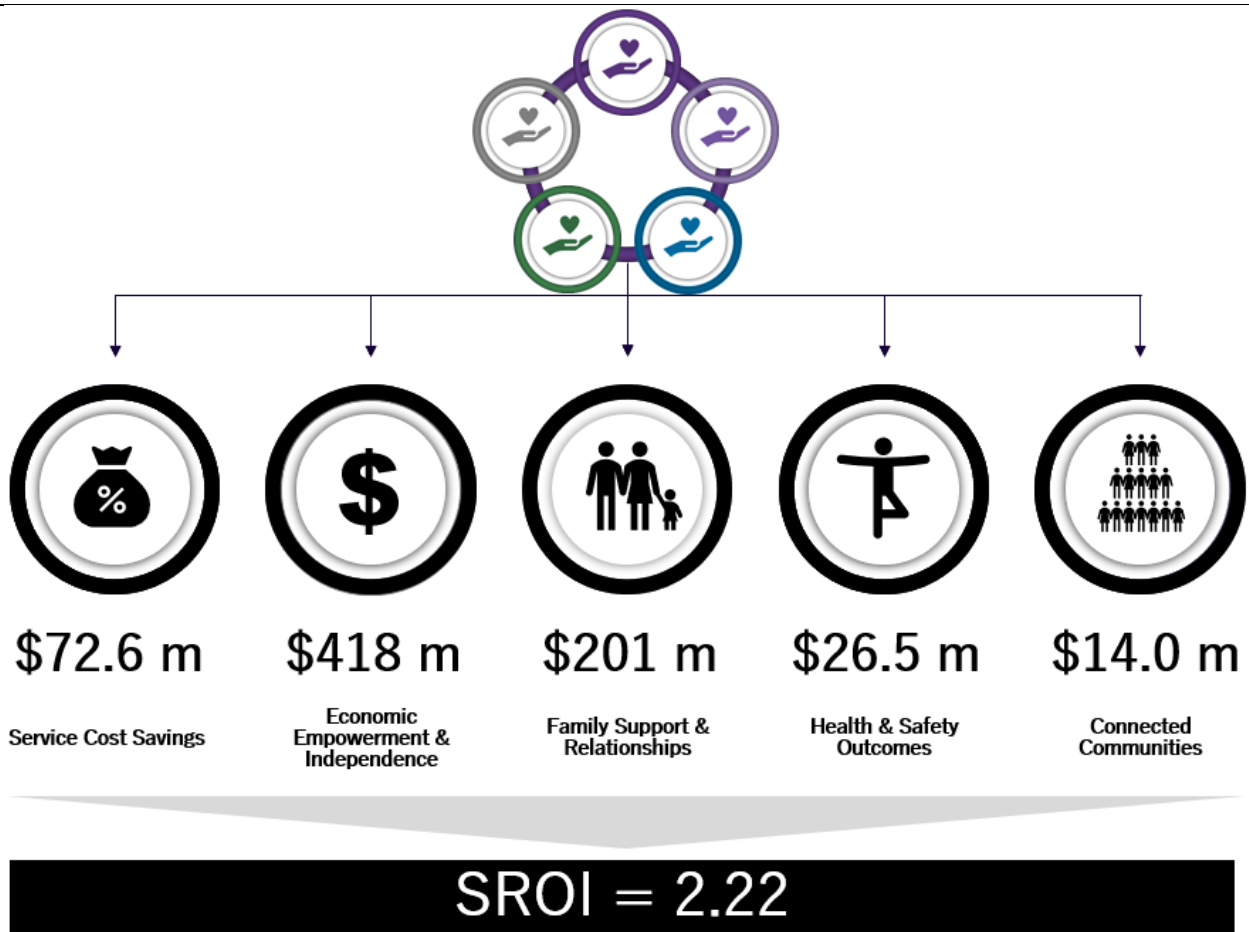 %
$
$72.6 m
$418 m
$201 m
$26.5 m
$14.0 m
Service Cost Savings
Economic
Empowerment &
Independence
Family Support &
Relationships
Health & Safety
Outcomes
Connected
Communities
SROI = 2.22